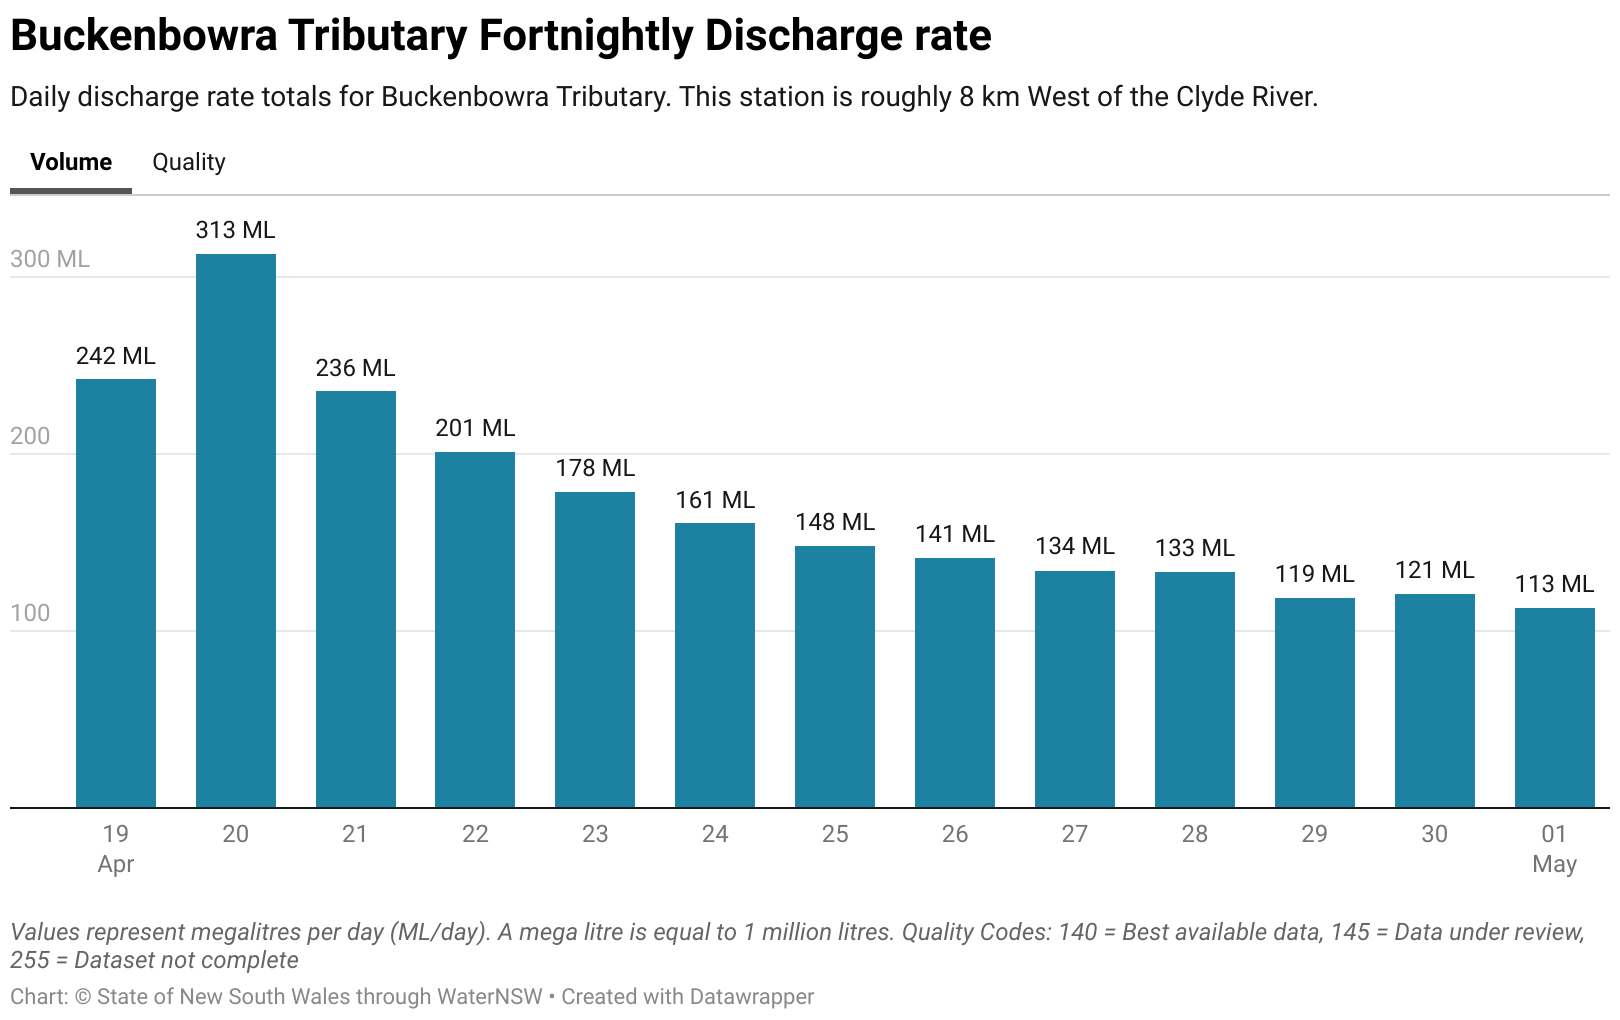 Buckenbowra Tributary Fortnightly Discharge rate
Daily discharge rate totals for Buckenbowra Tributary. This station is roughly 8 km West of the Clyde River.
Volume Quality
313 ML
300 ML
242 ML
236 ML
201 ML
200
178 ML
161 ML
148 ML
141 ML
134 ML
133 ML
119 ML
121 ML
113 ML
100
19 20 21 22 23 24 25 26 27 28 29 30 01
Apr May
Values represent megalitres per day (ML/day). A mega litre is equal to 1 million litres. Quality Codes: 140 = Best available data, 145 = Data under review,
255 = Dataset not complete
Chart: © State of New South Wales through WaterNSW • Created with Datawrapper